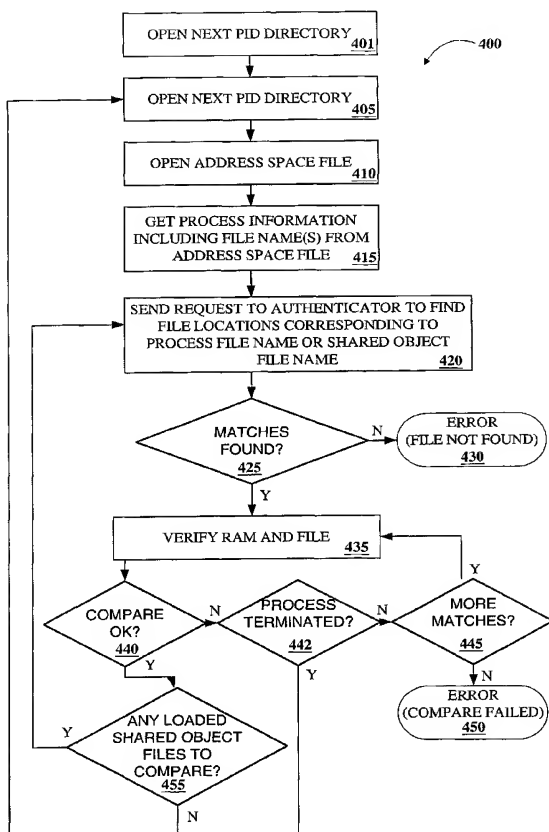 OPEN NEXT PID DIRECTORY
401
400
OPEN NEXT PID DIRECTORY
405
OPEN ADDRESS SPACE FILE
410
GET PROCESS INFORMATION
INCLUDING FILE NAME(S) FROM
ADDRESS SPACE FILE
415
SEND REQUEST TO AUTHENTICATOR TO FIND
FILE LOCATIONS CORRESPONDING TO
PROCESS FILE NAME OR SHARED OBJECT
FILE NAME
420
MATCHES
FOUND?
425
N
ERROR
(FILE NOT FOUND)
430
Y
VERIFY RAM AND FILE
435
COMPARE
OK?
440
N
PROCESS
TERMINATED?
442
N
MORE
MATCHES?
445
Y
Y
Y
N
ERROR
(COMPARE FAILED)
450
Y
ANY LOADED
SHARED OBJECT
FILES TO
COMPARE?
455
N